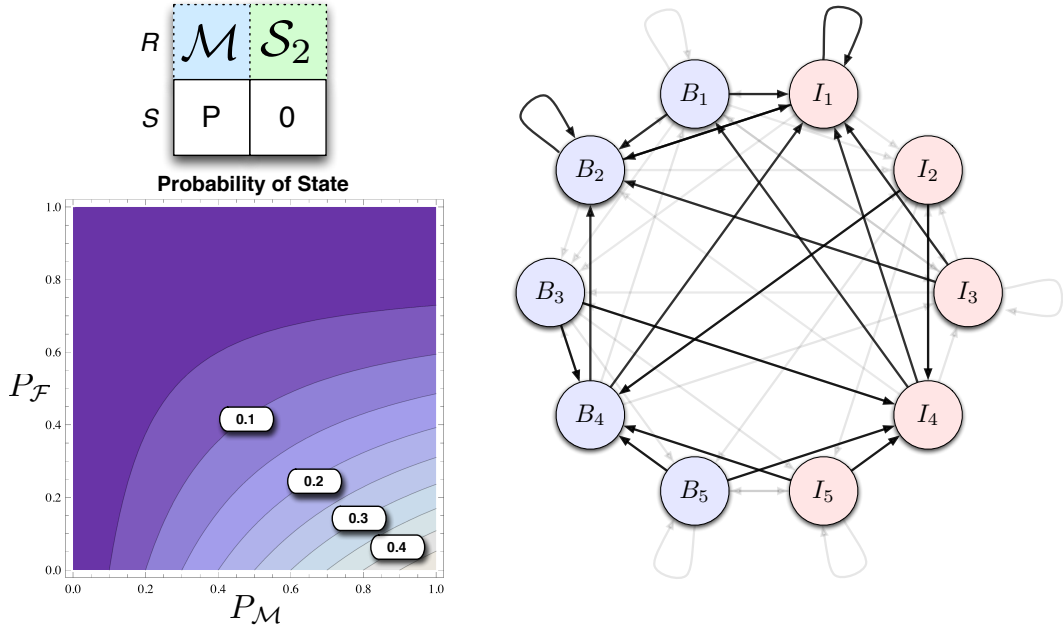 R M S₂
S P 0
Probability of State
1.0
0.8
0.6
0.4
0.2
0.0
P_F
0.1
0.2
0.3
0.4
0.0 0.2 0.4 0.6 0.8 1.0
P_M
B₁ I₁
B₂ I₂
B₃ I₃
B₄ I₄
B₅ I₅